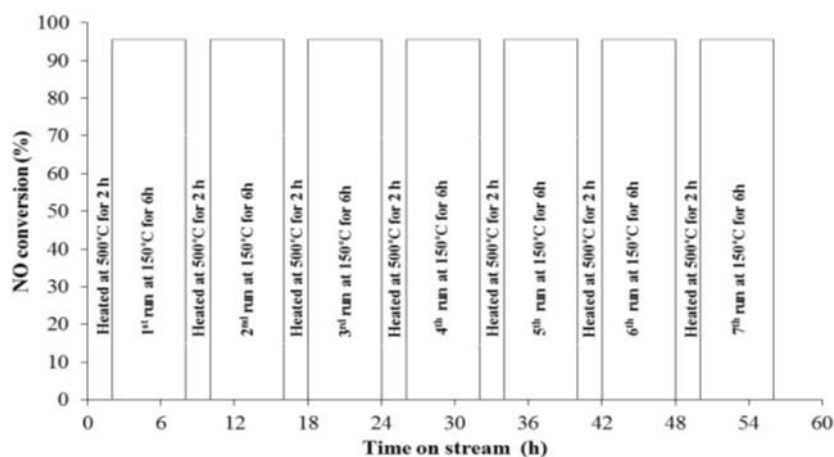 NO conversion (%)
100
90
80
70
60
50
40
30
20
10
0
Heated at 500°C for 2 h
1st run at 150°C for 6h
Heated at 500°C for 2 h
2nd run at 150°C for 6h
Heated at 500°C for 2 h
3rd run at 150°C for 6h
Heated at 500°C for 2 h
4th run at 150°C for 6h
Heated at 500°C for 2 h
5th run at 150°C for 6h
Heated at 500°C for 2 h
6th run at 150°C for 6h
Heated at 500°C for 2 h
7th run at 150°C for 6h
0 6 12 18 24 30 36 42 48 54 60
Time on stream (h)